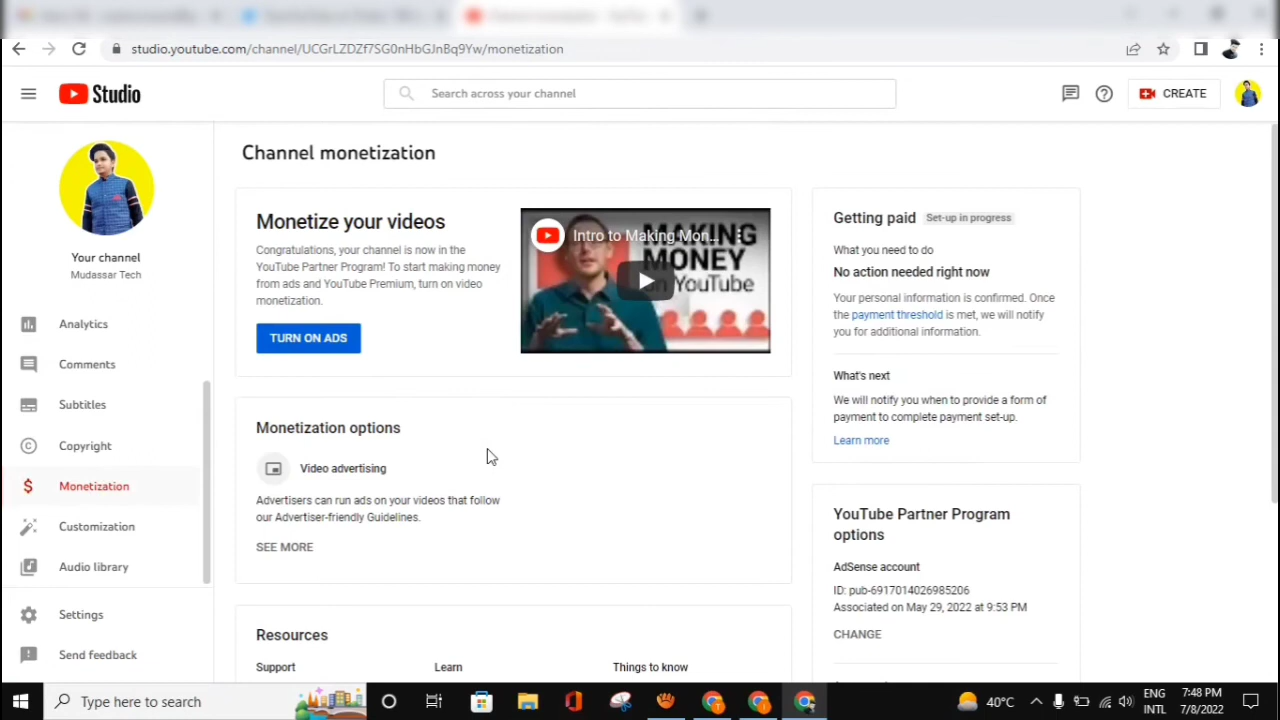 studio.youtube.com/channel/UCGrLZDZf7SG0nHbGJnBq9Yw/monetization
Studio
Search across your channel
CREATE
Your channel
Mudassar Tech
Analytics
Comments
Subtitles
Copyright
Monetization
Customization
Audio library
Settings
Send feedback
Channel monetization
Monetize your videos
Congratulations, your channel is now in the
YouTube Partner Program! To start making money
from ads and YouTube Premium, turn on video
monetization.
TURN ON ADS
Intro to Making Mon...
MAKING
MONEY
on YouTube
Monetization options
Video advertising
Advertisers can run ads on your videos that follow
our Advertiser-friendly Guidelines.
SEE MORE
Resources
Support
Learn
Things to know
Getting paid
Set-up in progress
What you need to do
No action needed right now
Your personal information is confirmed. Once
the payment threshold is met, we will notify
you for additional information.
What's next
We will notify you when to provide a form of
payment to complete payment set-up.
Learn more
YouTube Partner Program
options
AdSense account
ID: pub-6917014026985206
Associated on May 29, 2022 at 9:53 PM
CHANGE
Type here to search
40°C
ENG
INTL
7:48 PM
7/8/2022